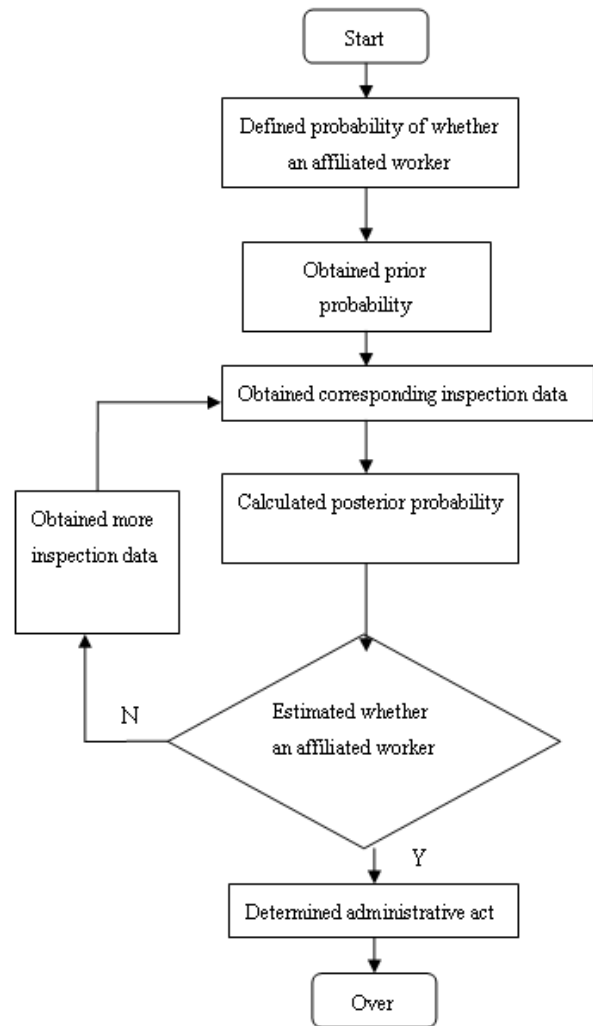 Start
Defined probability of whether
an affiliated worker
Obtained prior
probability
Obtained corresponding inspection data
Calculated posterior probability
Obtained more
inspection data
N
Estimated whether
an affiliated worker
Y
Determined administrative act
Over